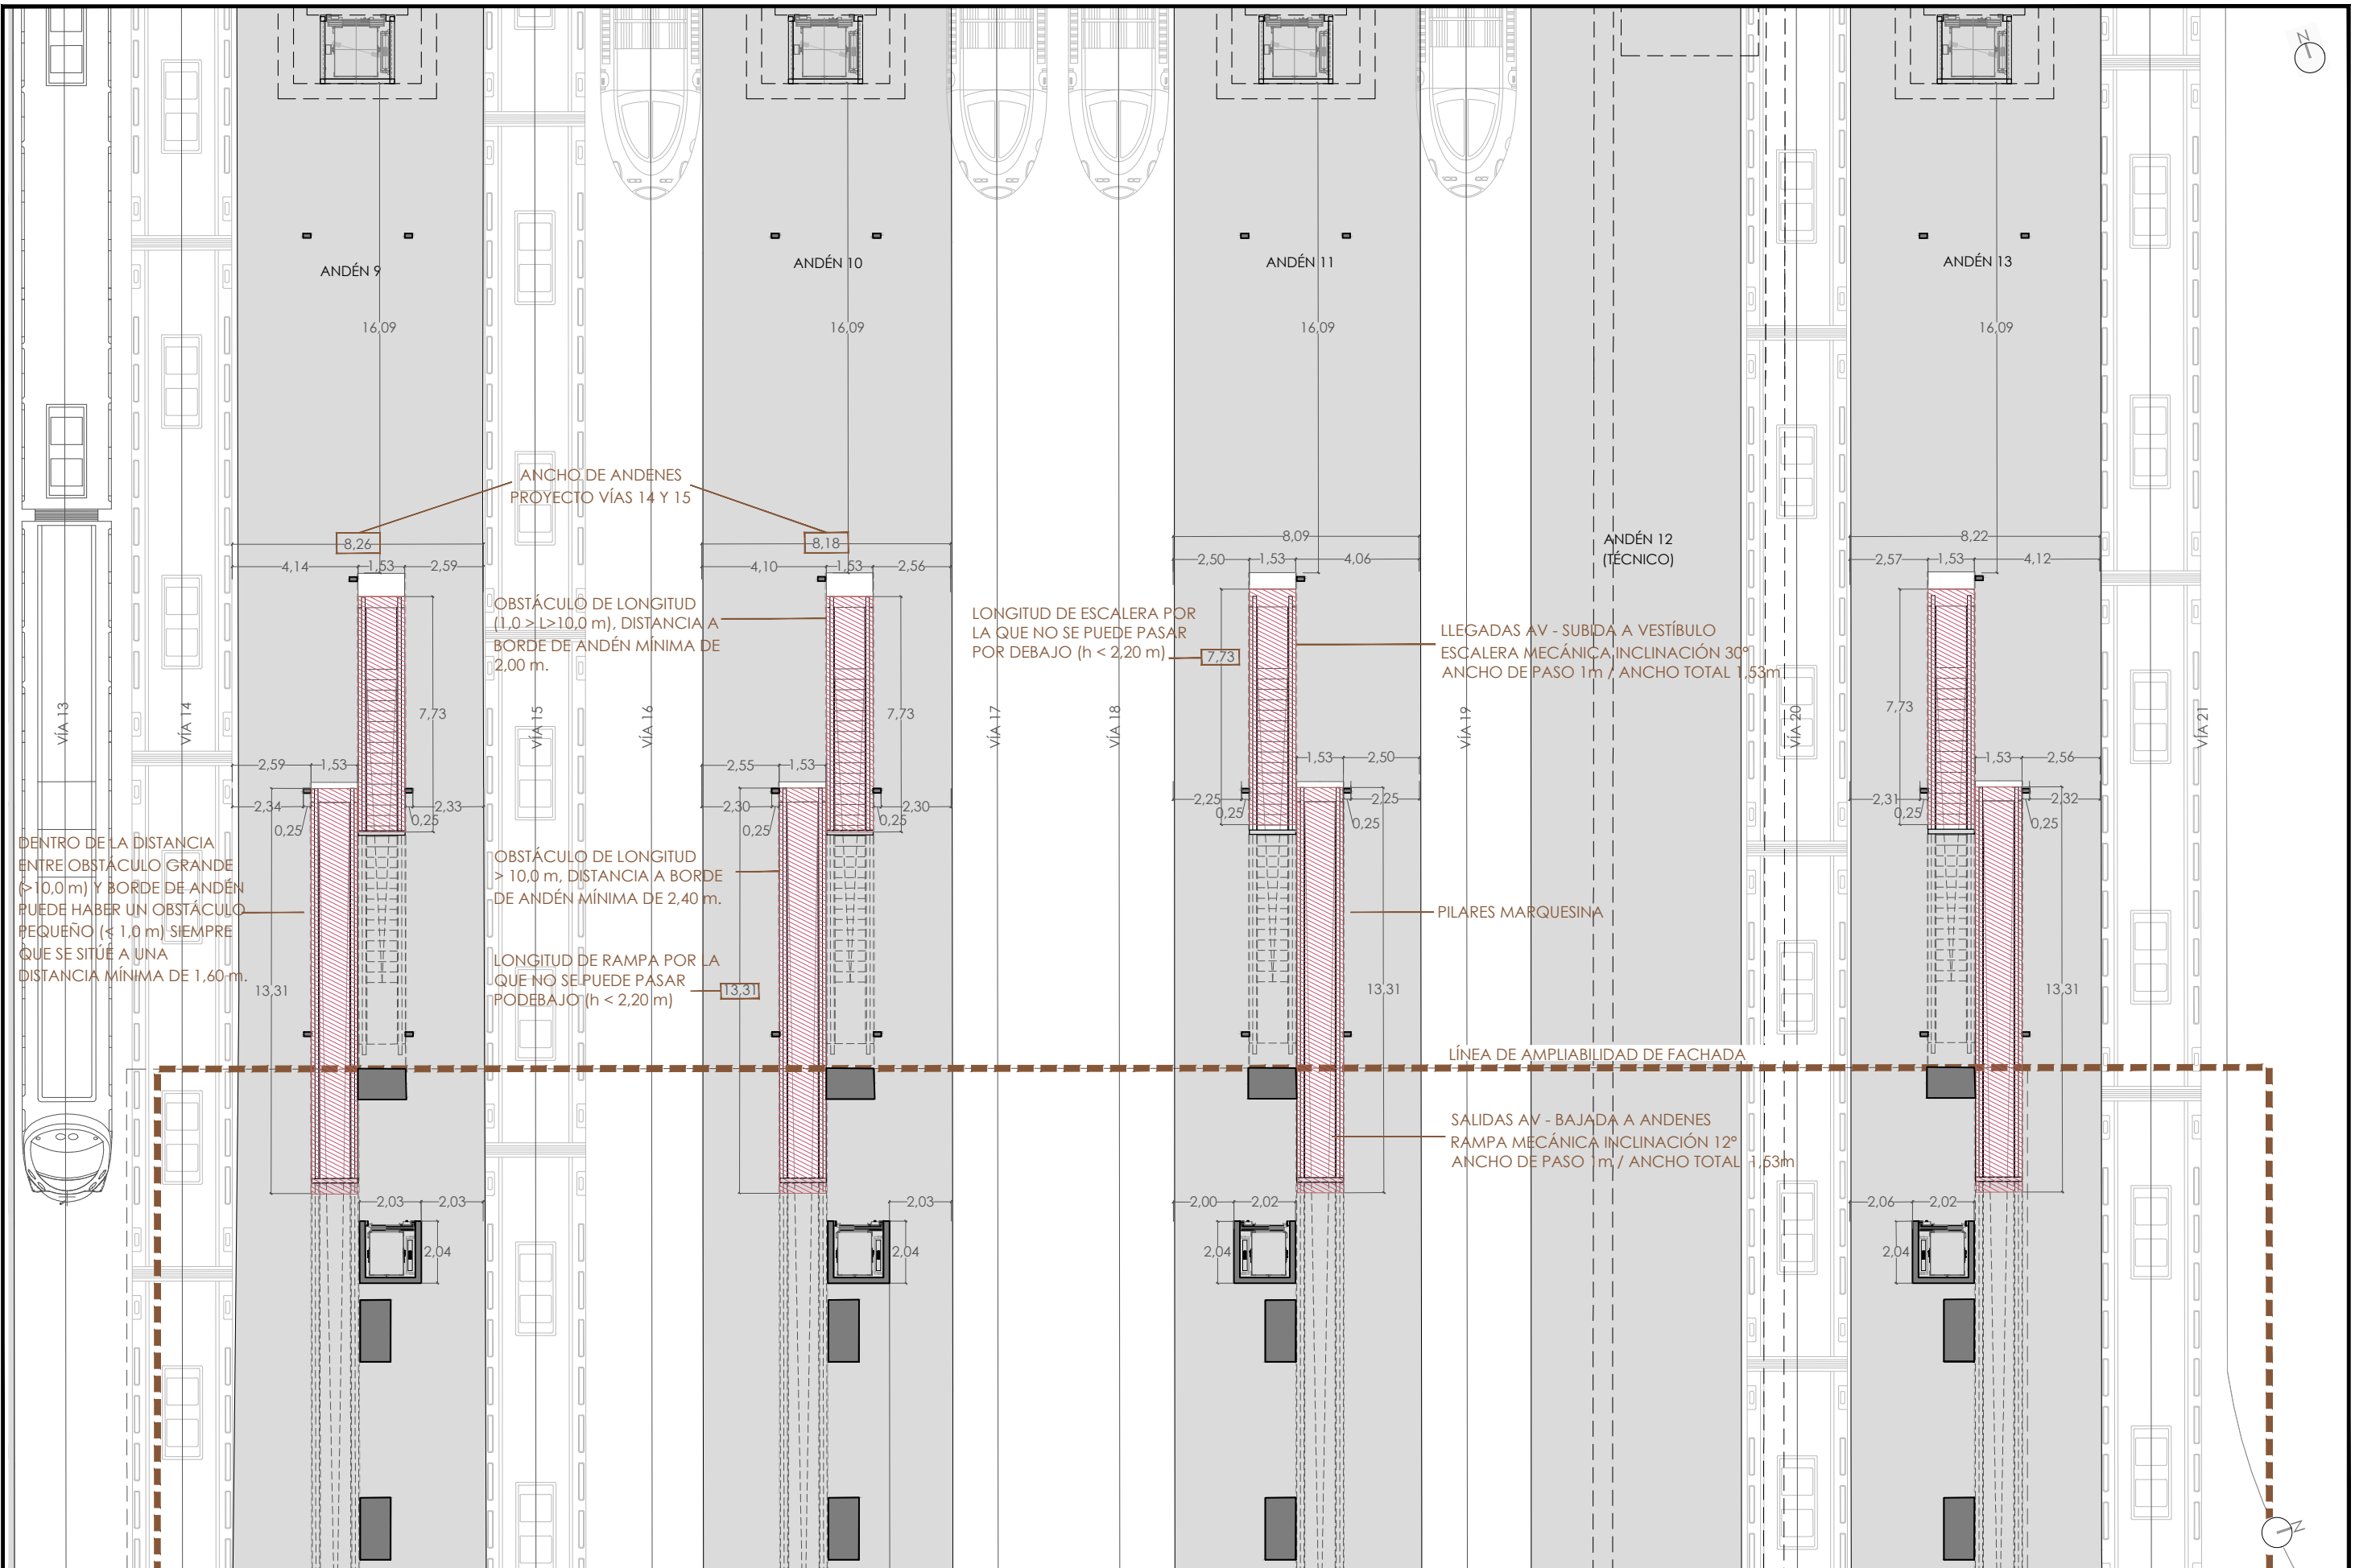 N
ANDÉN 9
ANDÉN 10
ANDÉN 11
ANDÉN 13
16,09
16,09
16,09
16,09
ANCHO DE ANDENES
PROYECTO VÍAS 14 Y 15
8,26
8,18
8,09
8,22
ANDÉN 12
(TÉCNICO)
4,14
1,53
2,59
4,10
1,53
2,56
2,50
1,53
4,06
2,57
1,53
4,12
OBSTÁCULO DE LONGITUD
(1,0 > L>10,0 m), DISTANCIA A
BORDE DE ANDÉN MÍNIMA DE
2,00 m.
LONGITUD DE ESCALERA POR
LA QUE NO SE PUEDE PASAR
POR DEBAJO (h < 2,20 m)
7,73
LLEGADAS AV - SUBIDA A VESTÍBULO
ESCALERA MECÁNICA INCLINACIÓN 30°
ANCHO DE PASO 1m / ANCHO TOTAL 1,53m
VÍA 13
VÍA 14
7,73
VÍA 15
VÍA 16
7,73
VÍA 17
VÍA 18
VÍA 19
VÍA 20
7,73
VÍA 21
2,59
1,53
2,55
1,53
1,53
2,50
1,53
2,56
2,34
2,33
2,30
2,30
2,25
2,25
2,31
2,32
0,25
0,25
0,25
0,25
0,25
0,25
0,25
0,25
DENTRO DE LA DISTANCIA
ENTRE OBSTÁCULO GRANDE
(>10,0 m) Y BORDE DE ANDÉN
PUEDE HABER UN OBSTÁCULO
PEQUEÑO (< 1,0 m) SIEMPRE
QUE SE SITÚE A UNA
DISTANCIA MÍNIMA DE 1,60 m.
OBSTÁCULO DE LONGITUD
> 10,0 m, DISTANCIA A BORDE
DE ANDÉN MÍNIMA DE 2,40 m.
PILARES MARQUESINA
LONGITUD DE RAMPA POR LA
QUE NO SE PUEDE PASAR
PODEBAJO (h < 2,20 m)
13,31
13,31
13,31
13,31
LÍNEA DE AMPLIABILIDAD DE FACHADA
SALIDAS AV - BAJADA A ANDENES
RAMPA MECÁNICA INCLINACIÓN 12°
ANCHO DE PASO 1m / ANCHO TOTAL 1,53m
2,03
2,03
2,03
2,00
2,02
2,06
2,02
2,04
2,04
2,04
2,04
N